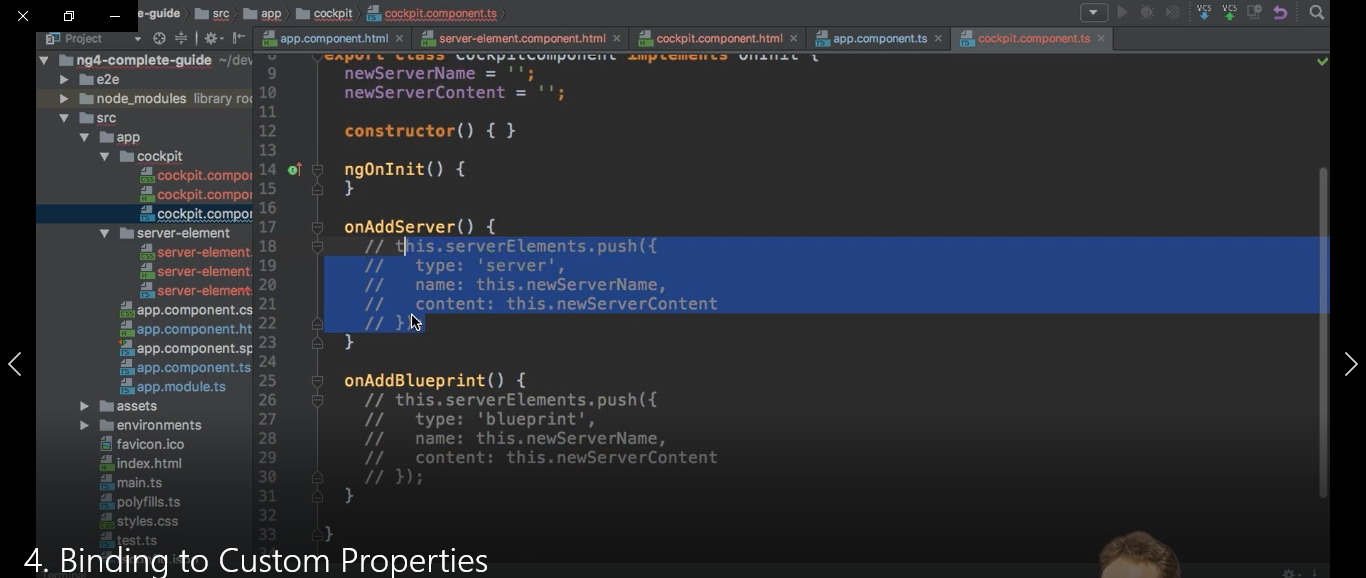 e-guide src app cockpit cockpit.component.ts
VCS VCS
Project app.component.html server-element.component.html cockpit.component.html app.component.ts cockpit.component.ts
ng4-complete-guide ~/dev
e2e
node_modules library roo
src
app
cockpit
cockpit.compor
cockpit.compor
cockpit.compor
server-element
server-element.
server-element.
server-element.
app.component.cs
app.component.ht
app.component.sp
app.component.ts
app.module.ts
assets
environments
favicon.ico
index.html
main.ts
polyfills.ts
styles.css
test.ts
8 export class CockpitComponent implements OnInit {
9 newServerName = '';
10 newServerContent = '';
11
12 constructor() { }
13
14 ngOnInit() {
15 }
16
17 onAddServer() {
18 // this.serverElements.push({
19 // type: 'server',
20 // name: this.newServerName,
21 // content: this.newServerContent
22 // });
23 }
24
25 onAddBlueprint() {
26 // this.serverElements.push({
27 // type: 'blueprint',
28 // name: this.newServerName,
29 // content: this.newServerContent
30 // });
31 }
32
33 }
4. Binding to Custom Properties